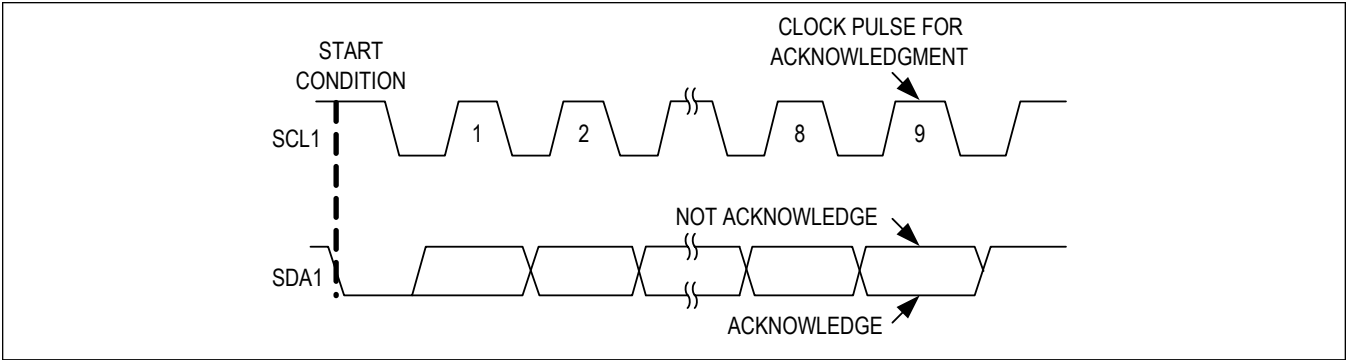 START
CONDITION
CLOCK PULSE FOR
ACKNOWLEDGMENT
SCL1
1
2
8
9
NOT ACKNOWLEDGE
SDA1
ACKNOWLEDGE